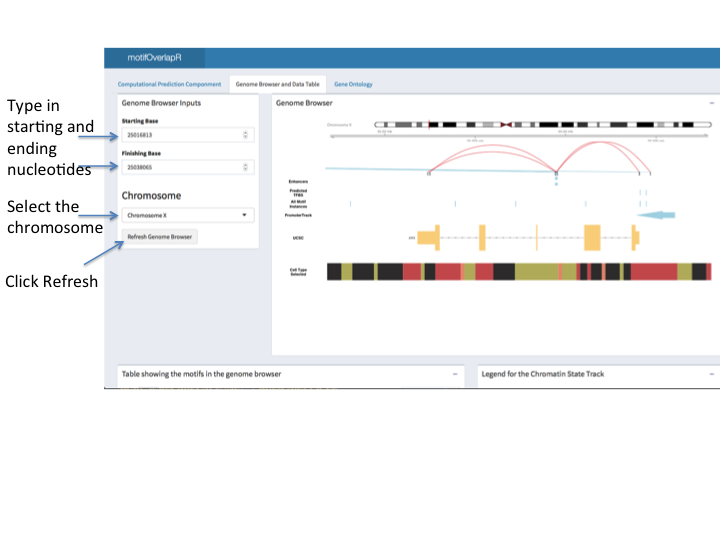 motifOverlapR
Computational Prediction Componment
Genome Browser and Data Table
Gene Ontology
Type in
starting and
ending
nucleotides
Select the
chromosome
Click Refresh
Genome Browser Inputs
Starting Base
25016813
Finishing Base
25038065
Chromosome
Chromosome X
Refresh Genome Browser
Genome Browser
Chromosome X
Enhancers
Predicted
TFBS
All Motif
Instances
PromoterTrack
UCSC
Cell Type
Selected
Table showing the motifs in the genome browser
Legend for the Chromatin State Track